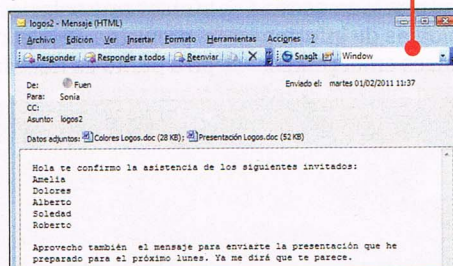 logos2 - Mensaje (HTML)
Archivo Edición Ver Insertar Formato Herramientas Acciones ?
Responder Responder a todos Reenviar SnagIt Window
De: Fuen Enviado el: martes 01/02/2011 11:37
Para: Sonia
CC:
Asunto: logos2
Datos adjuntos: Colores Logos.doc (28 KB); Presentación Logos.doc (52 KB)
Hola te confirmo la asistencia de los siguientes invitados:
Amelia
Dolores
Alberto
Soledad
Roberto
Aprovecho también el mensaje para enviarte la presentación que he
preparado para el próximo lunes. Ya me dirá que te parece.